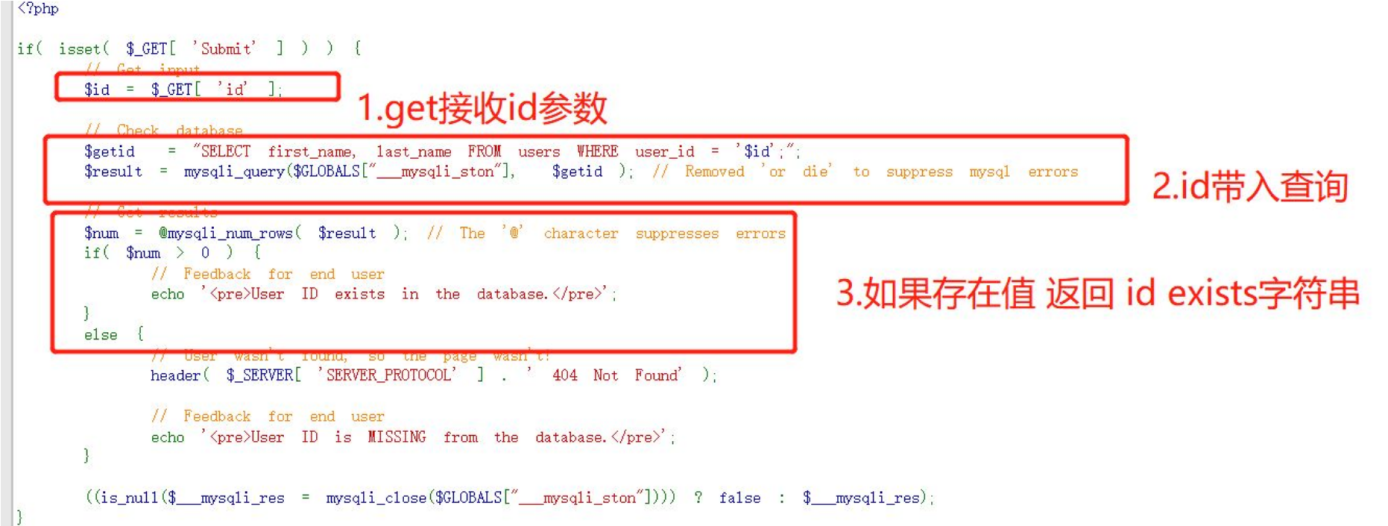 <?php
if( isset( $_GET[ 'Submit' ] ) ) {
// Get input
$id = $_GET[ 'id' ];
1.get接收id参数
// Check database
$getid = "SELECT first_name, last_name FROM users WHERE user_id = '$id';";
$result = mysqli_query($GLOBALS["___mysqli_ston"], $getid ); // Removed 'or die' to suppress mysql errors
2.id带入查询
// Get results
$num = @mysqli_num_rows( $result ); // The '@' character suppresses errors
if( $num > 0 ) {
// Feedback for end user
echo '<pre>User ID exists in the database.</pre>';
3.如果存在值 返回 id exists字符串
}
else {
// User wasn't found, so the page wasn't!
header( $_SERVER[ 'SERVER_PROTOCOL' ] . ' 404 Not Found' );
// Feedback for end user
echo '<pre>User ID is MISSING from the database.</pre>';
}
((is_null($___mysqli_res = mysqli_close($GLOBALS["___mysqli_ston"]))) ? false : $___mysqli_res);
}